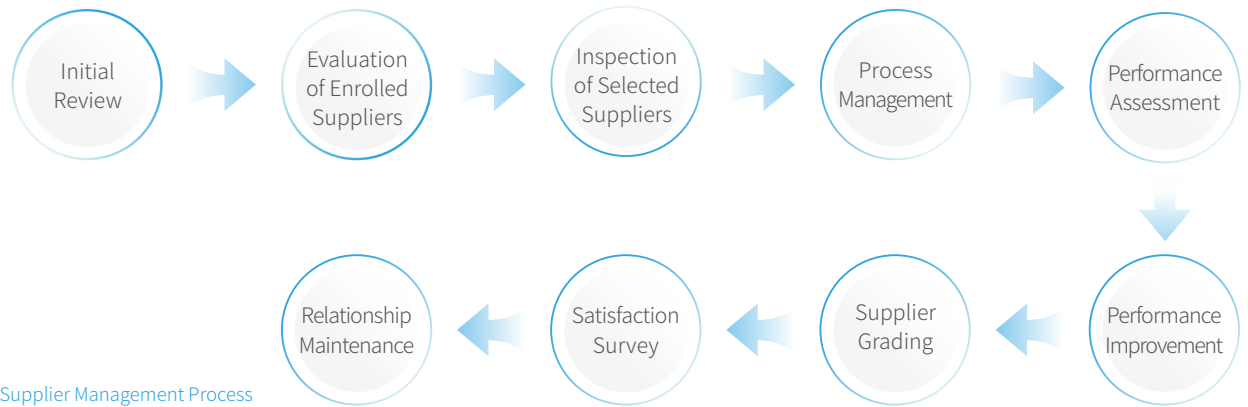 Initial
Review
Evaluation
of Enrolled
Suppliers
Inspection
of Selected
Suppliers
Process
Management
Performance
Assessment
Performance
Improvement
Supplier
Grading
Satisfaction
Survey
Relationship
Maintenance
Supplier Management Process